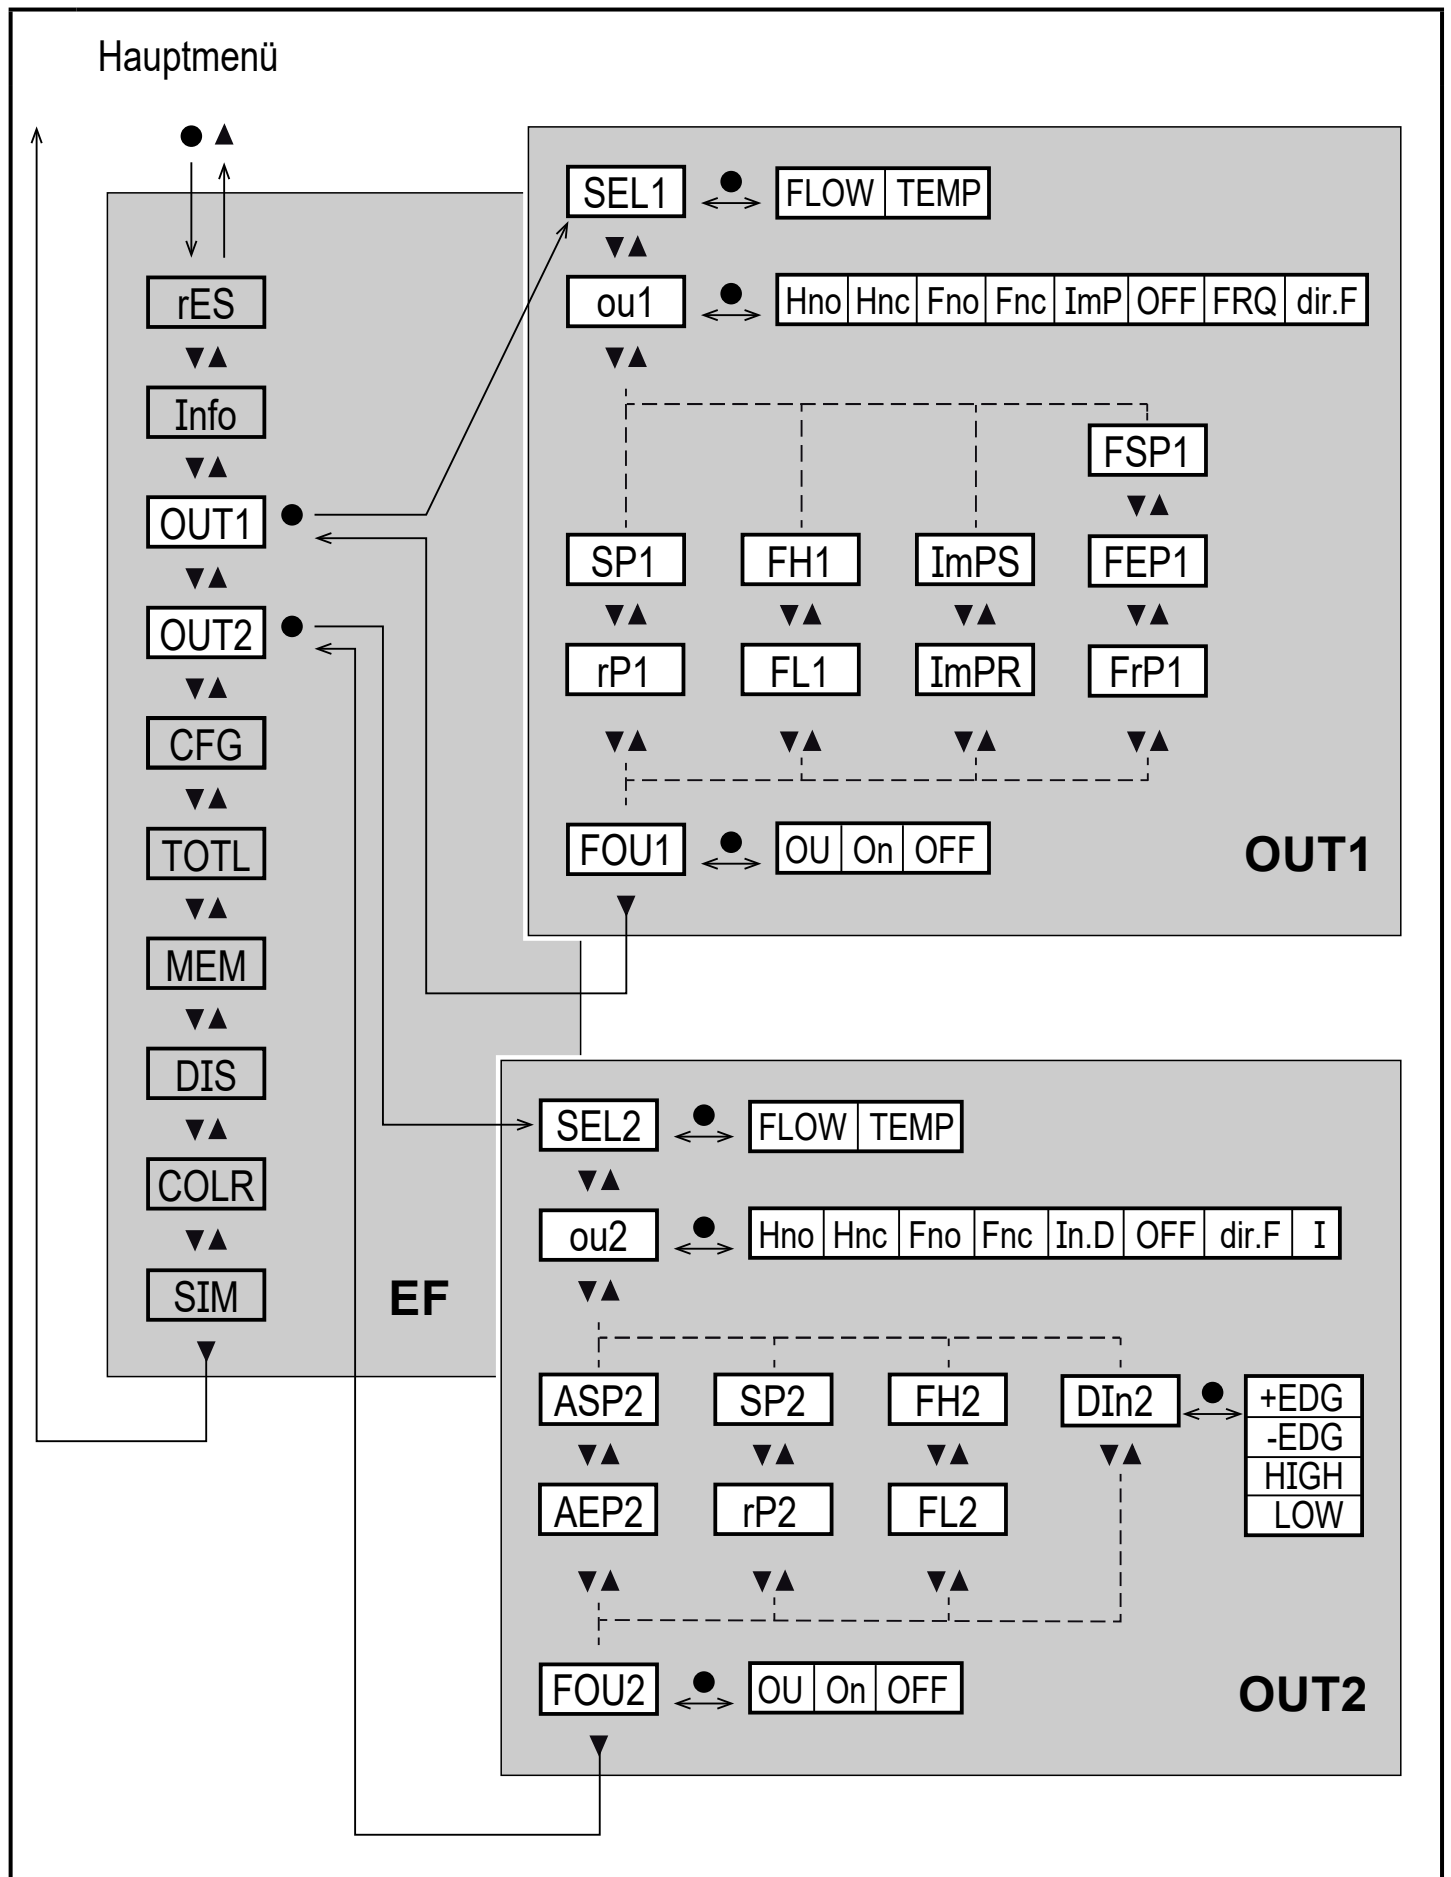 Hauptmenü
rES
Info
OUT1
OUT2
CFG
TOTL
MEM
DIS
COLR
SIM
EF
SEL1 FLOW TEMP
ou1 Hno Hnc Fno Fnc ImP OFF FRQ dir.F
FSP1
SP1 FH1 ImPS FEP1
rP1 FL1 ImPR FrP1
FOU1 OU On OFF
OUT1
SEL2 FLOW TEMP
ou2 Hno Hnc Fno Fnc In.D OFF dir.F I
ASP2 SP2 FH2 DIn2
+EDG
-EDG
HIGH
LOW
AEP2 rP2 FL2
FOU2 OU On OFF
OUT2